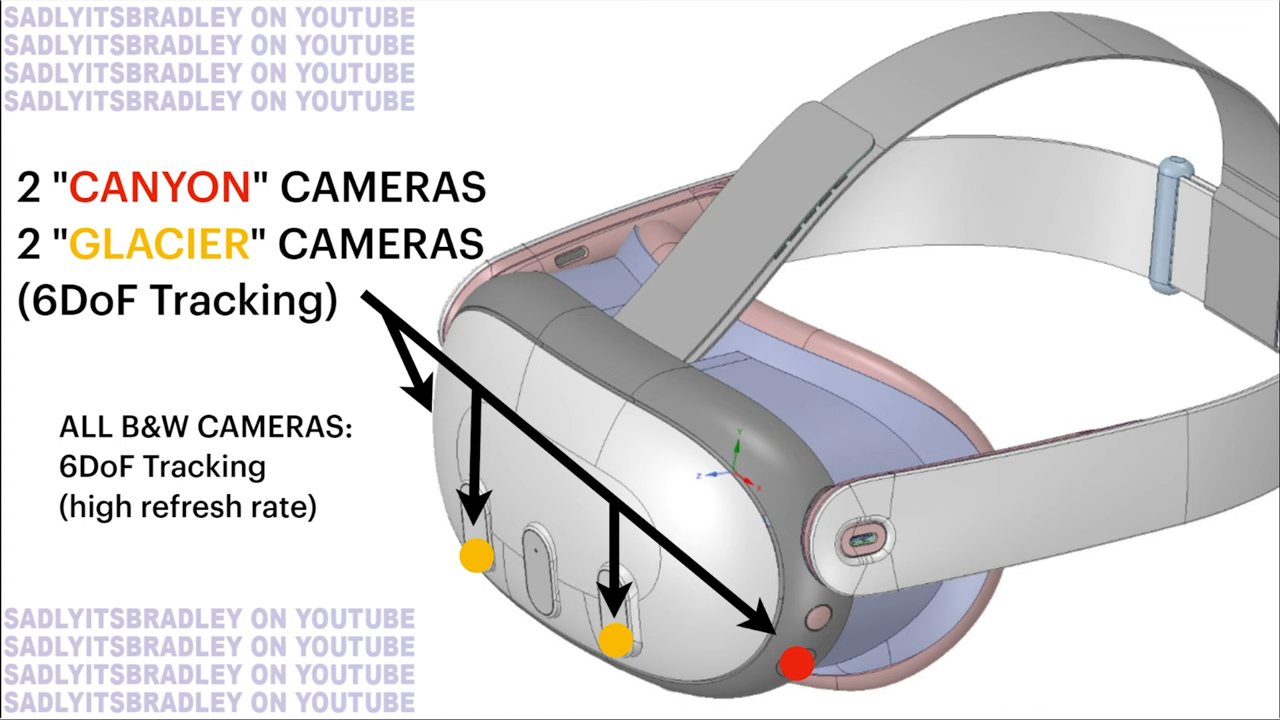 SADLYITSBRADLEY ON YOUTUBE
SADLYITSBRADLEY ON YOUTUBE
SADLYITSBRADLEY ON YOUTUBE
SADLYITSBRADLEY ON YOUTUBE
2 "CANYON" CAMERAS
2 "GLACIER" CAMERAS
(6DoF Tracking)
ALL B&W CAMERAS:
6DoF Tracking
(high refresh rate)
Y
Z
X
SADLYITSBRADLEY ON YOUTUBE
SADLYITSBRADLEY ON YOUTUBE
SADLYITSBRADLEY ON YOUTUBE
SADLYITSBRADLEY ON YOUTUBE